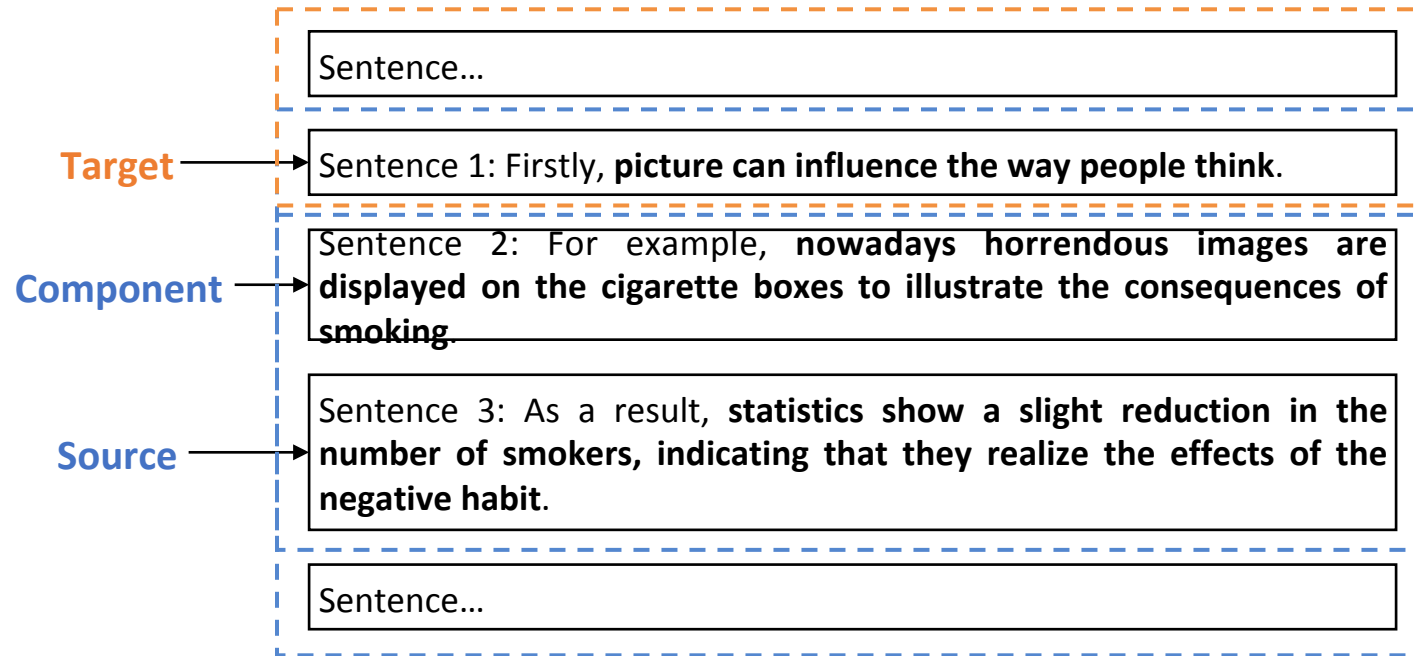 Sentence…
Target
Sentence 1: Firstly, picture can influence the way people think.
Sentence 2: For example, nowadays horrendous images are
Component
displayed on the cigarette boxes to illustrate the consequences of
smoking.
Sentence 3: As a result, statistics show a slight reduction in the
Source
number of smokers, indicating that they realize the effects of the
negative habit.
Sentence…